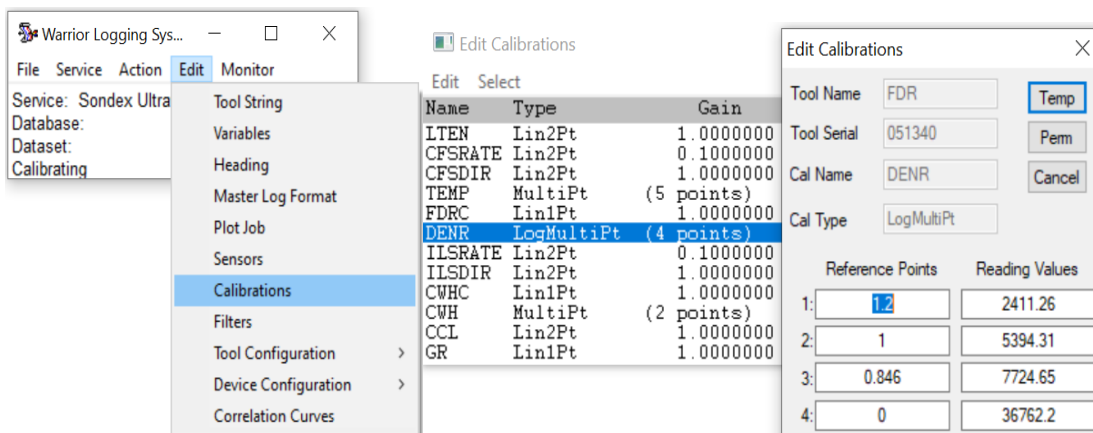 Warrior Logging Sys...
File Service Action Edit Monitor
Service: Sondex Ultra
Database:
Dataset:
Calibrating
Tool String
Variables
Heading
Master Log Format
Plot Job
Sensors
Calibrations
Filters
Tool Configuration
Device Configuration
Correlation Curves
Edit Calibrations
Edit Select
Name Type Gain
LTEN Lin2Pt 1.0000000
CFSRATE Lin2Pt 0.1000000
CFSDIR Lin2Pt 1.0000000
TEMP MultiPt (5 points)
FDRC Lin1Pt 1.0000000
DENR LogMultiPt (4 points)
ILSRATE Lin2Pt 0.1000000
ILSDIR Lin2Pt 1.0000000
CWHC Lin1Pt 1.0000000
CWH MultiPt (2 points)
CCL Lin2Pt 1.0000000
GR Lin1Pt 1.0000000
Edit Calibrations
Tool Name FDR Temp
Tool Serial 051340 Perm
Cal Name DENR Cancel
Cal Type LogMultiPt
Reference Points Reading Values
1: 1.2 2411.26
2: 1 5394.31
3: 0.846 7724.65
4: 0 36762.2